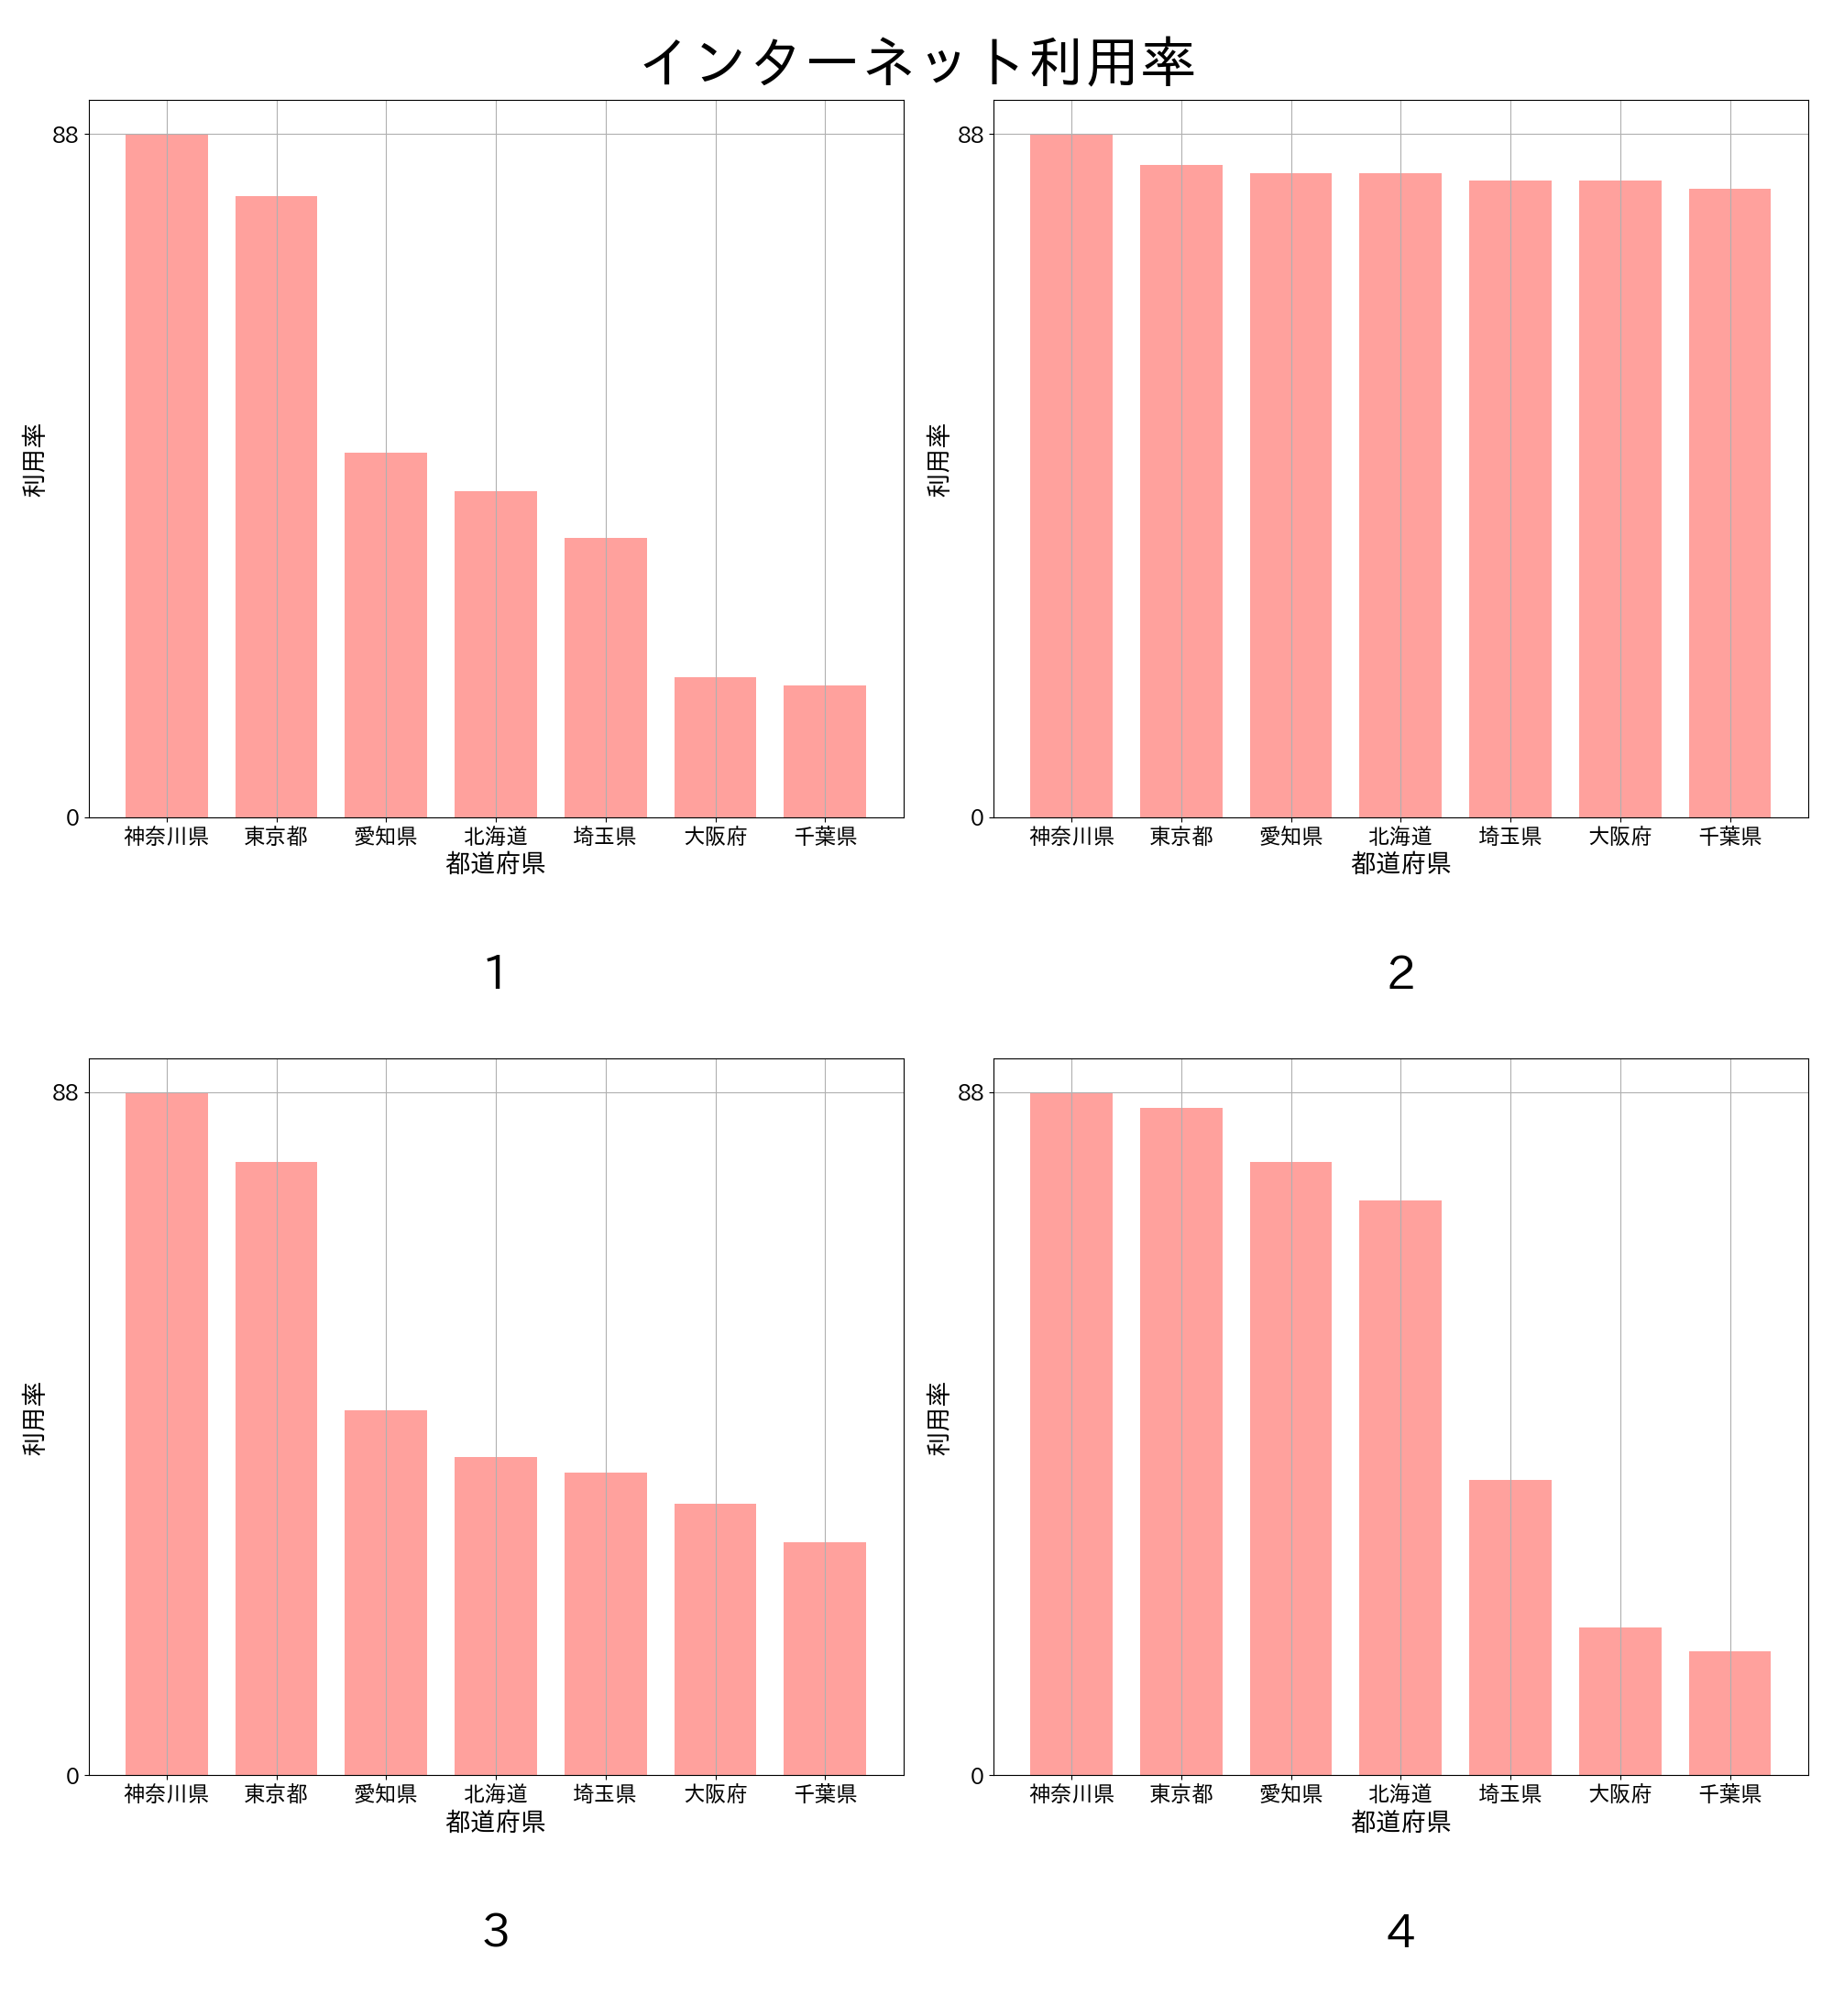 インターネット利用率
88
利用率
0
神奈川県 東京都 愛知県 北海道 埼玉県 大阪府 千葉県
都道府県
1
88
利用率
0
神奈川県 東京都 愛知県 北海道 埼玉県 大阪府 千葉県
都道府県
2
88
利用率
0
神奈川県 東京都 愛知県 北海道 埼玉県 大阪府 千葉県
都道府県
3
88
利用率
0
神奈川県 東京都 愛知県 北海道 埼玉県 大阪府 千葉県
都道府県
4